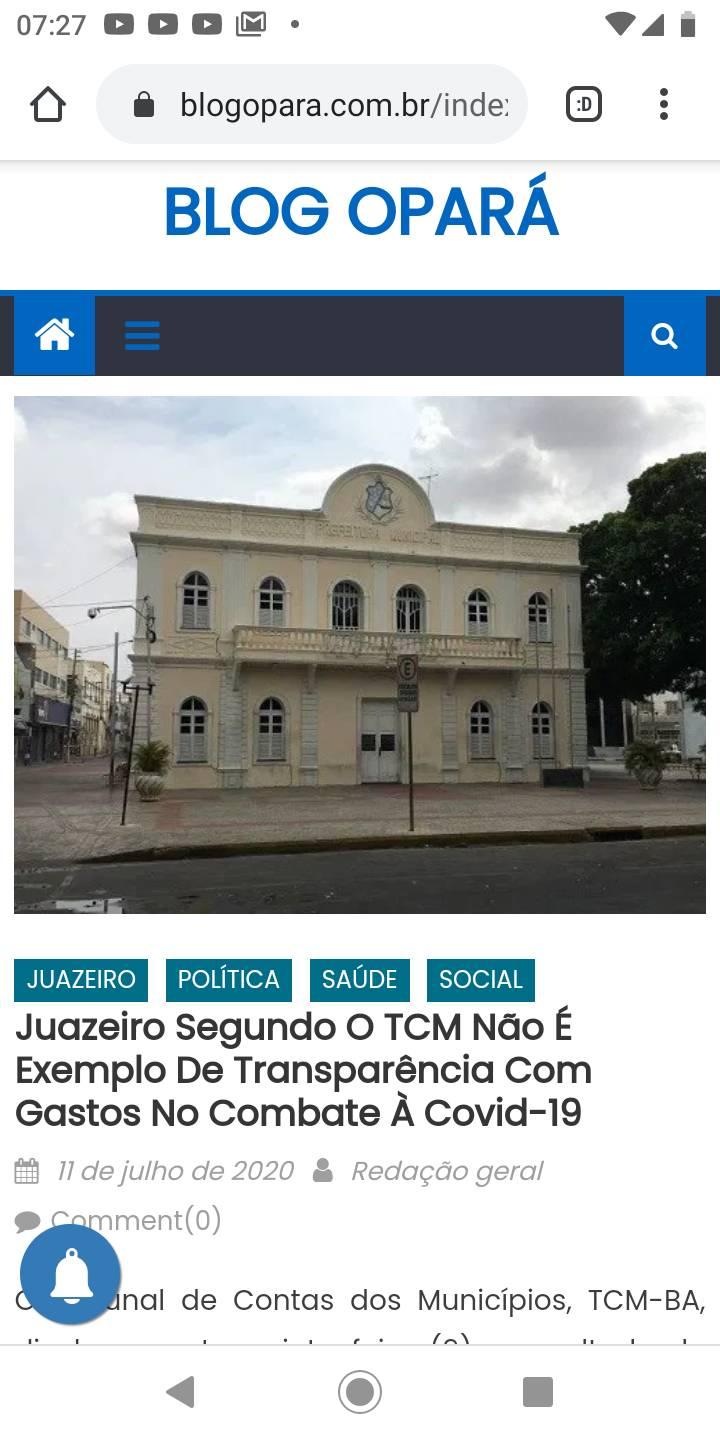 07:27
blogopara.com.br/index
:D
BLOG OPARÁ
PREFEITURA MUNICIPAL
E
JUAZEIRO POLÍTICA SAÚDE SOCIAL
Juazeiro Segundo O TCM Não É
Exemplo De Transparência Com
Gastos No Combate À Covid-19
11 de julho de 2020 Redação geral
Comment(0)
de Contas dos Municípios, TCM-BA,